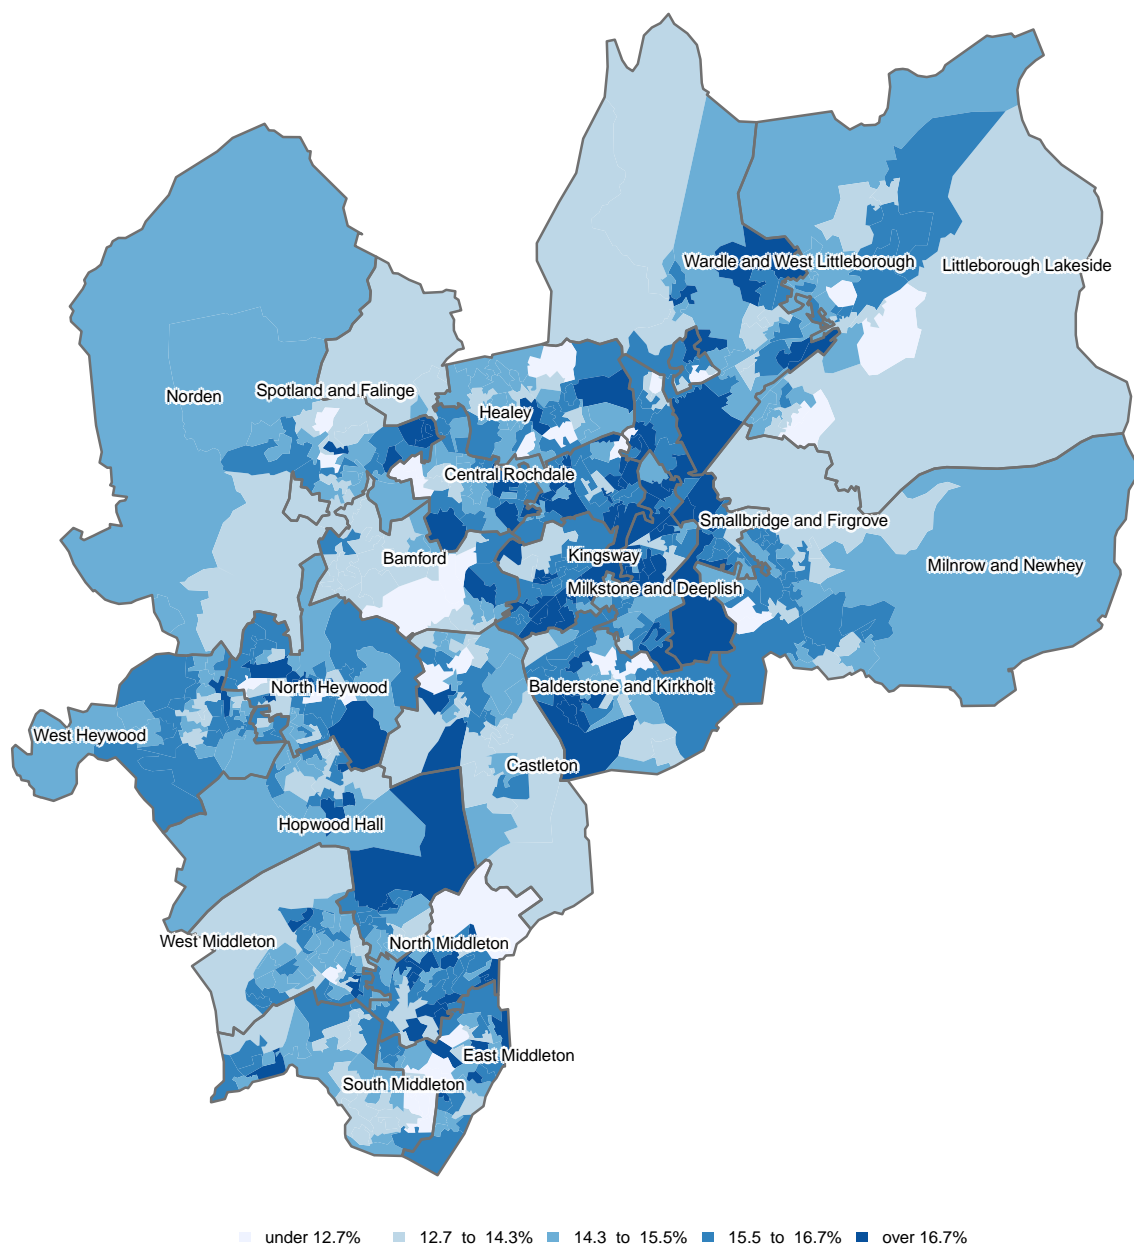 Wardle and West Littleborough
Littleborough Lakeside
Norden
Spotland and Falinge
Healey
Central Rochdale
Smallbridge and Firgrove
Bamford
Kingsway
Milnrow and Newhey
Milkstone and Deeplish
North Heywood
Balderstone and Kirkholt
West Heywood
Castleton
Hopwood Hall
West Middleton
North Middleton
East Middleton
South Middleton
under 12.7% 12.7 to 14.3% 14.3 to 15.5% 15.5 to 16.7% over 16.7%